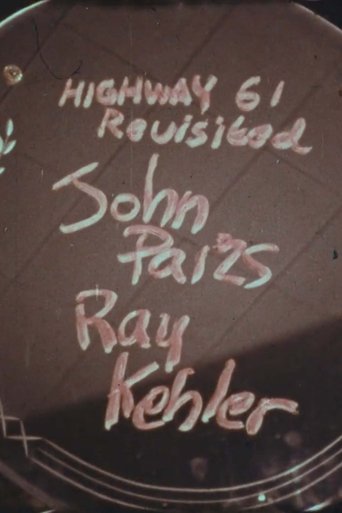 HIGHWAY 61
Revisited
John
Paizs
Ray
Kehler